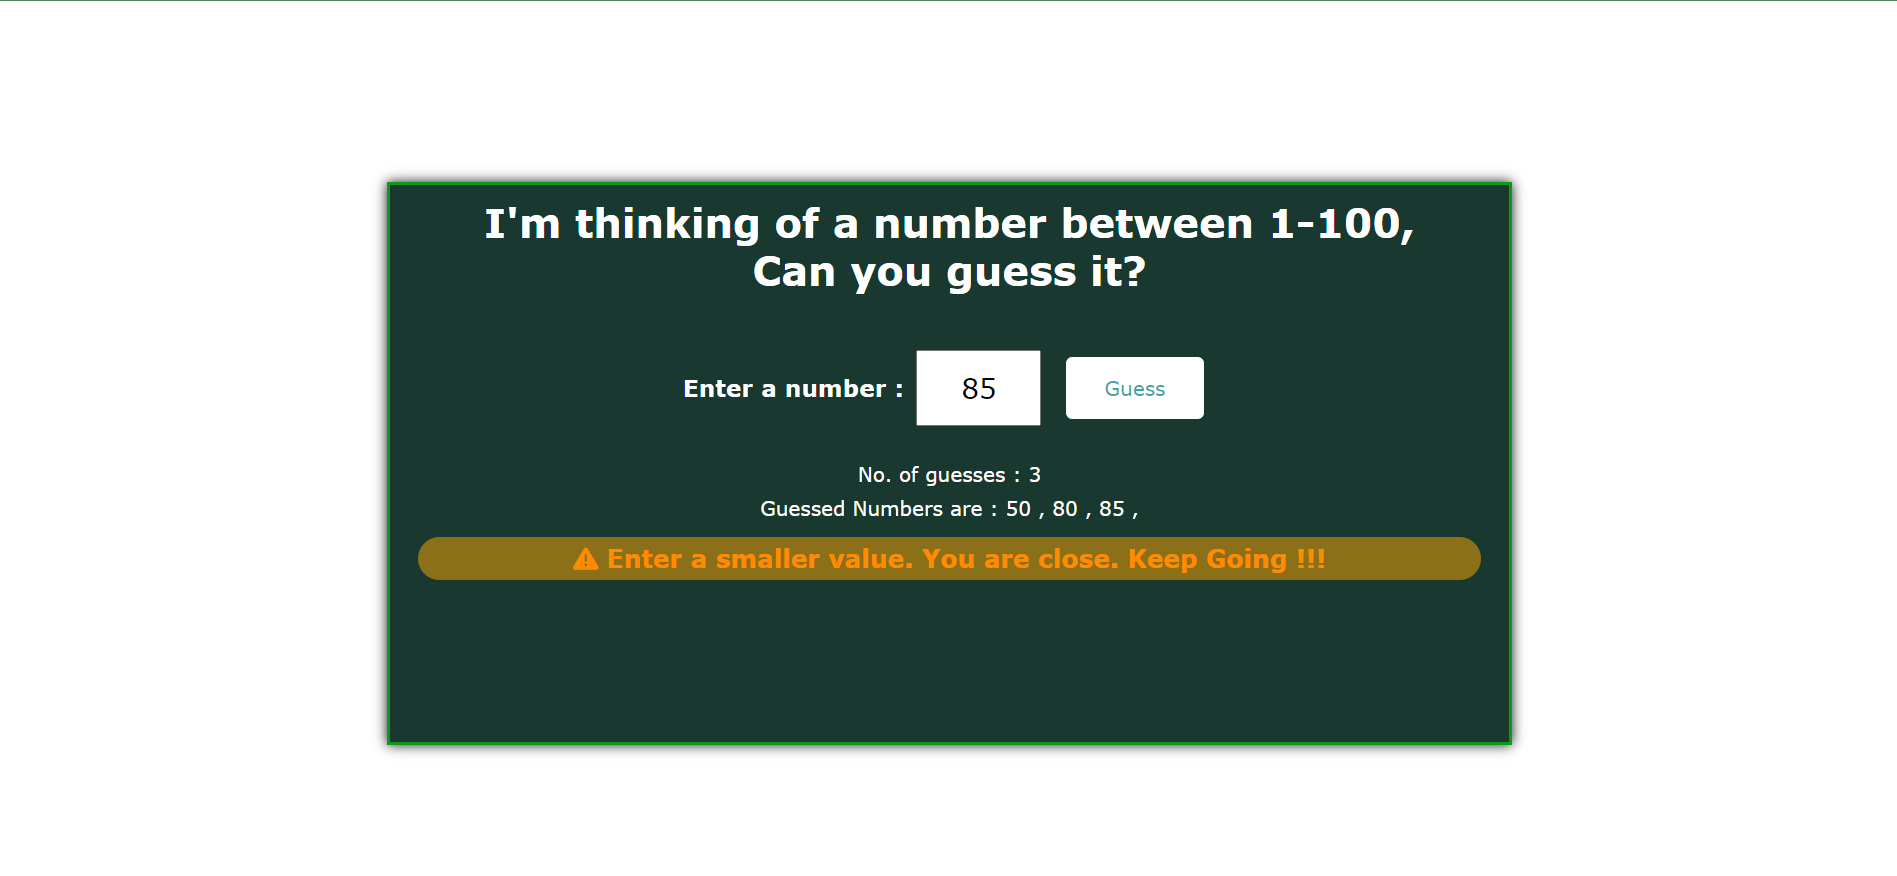 I'm thinking of a number between 1-100,
Can you guess it?
Enter a number : 85 Guess
No. of guesses : 3
Guessed Numbers are : 50 , 80 , 85 ,
Enter a smaller value. You are close. Keep Going !!!